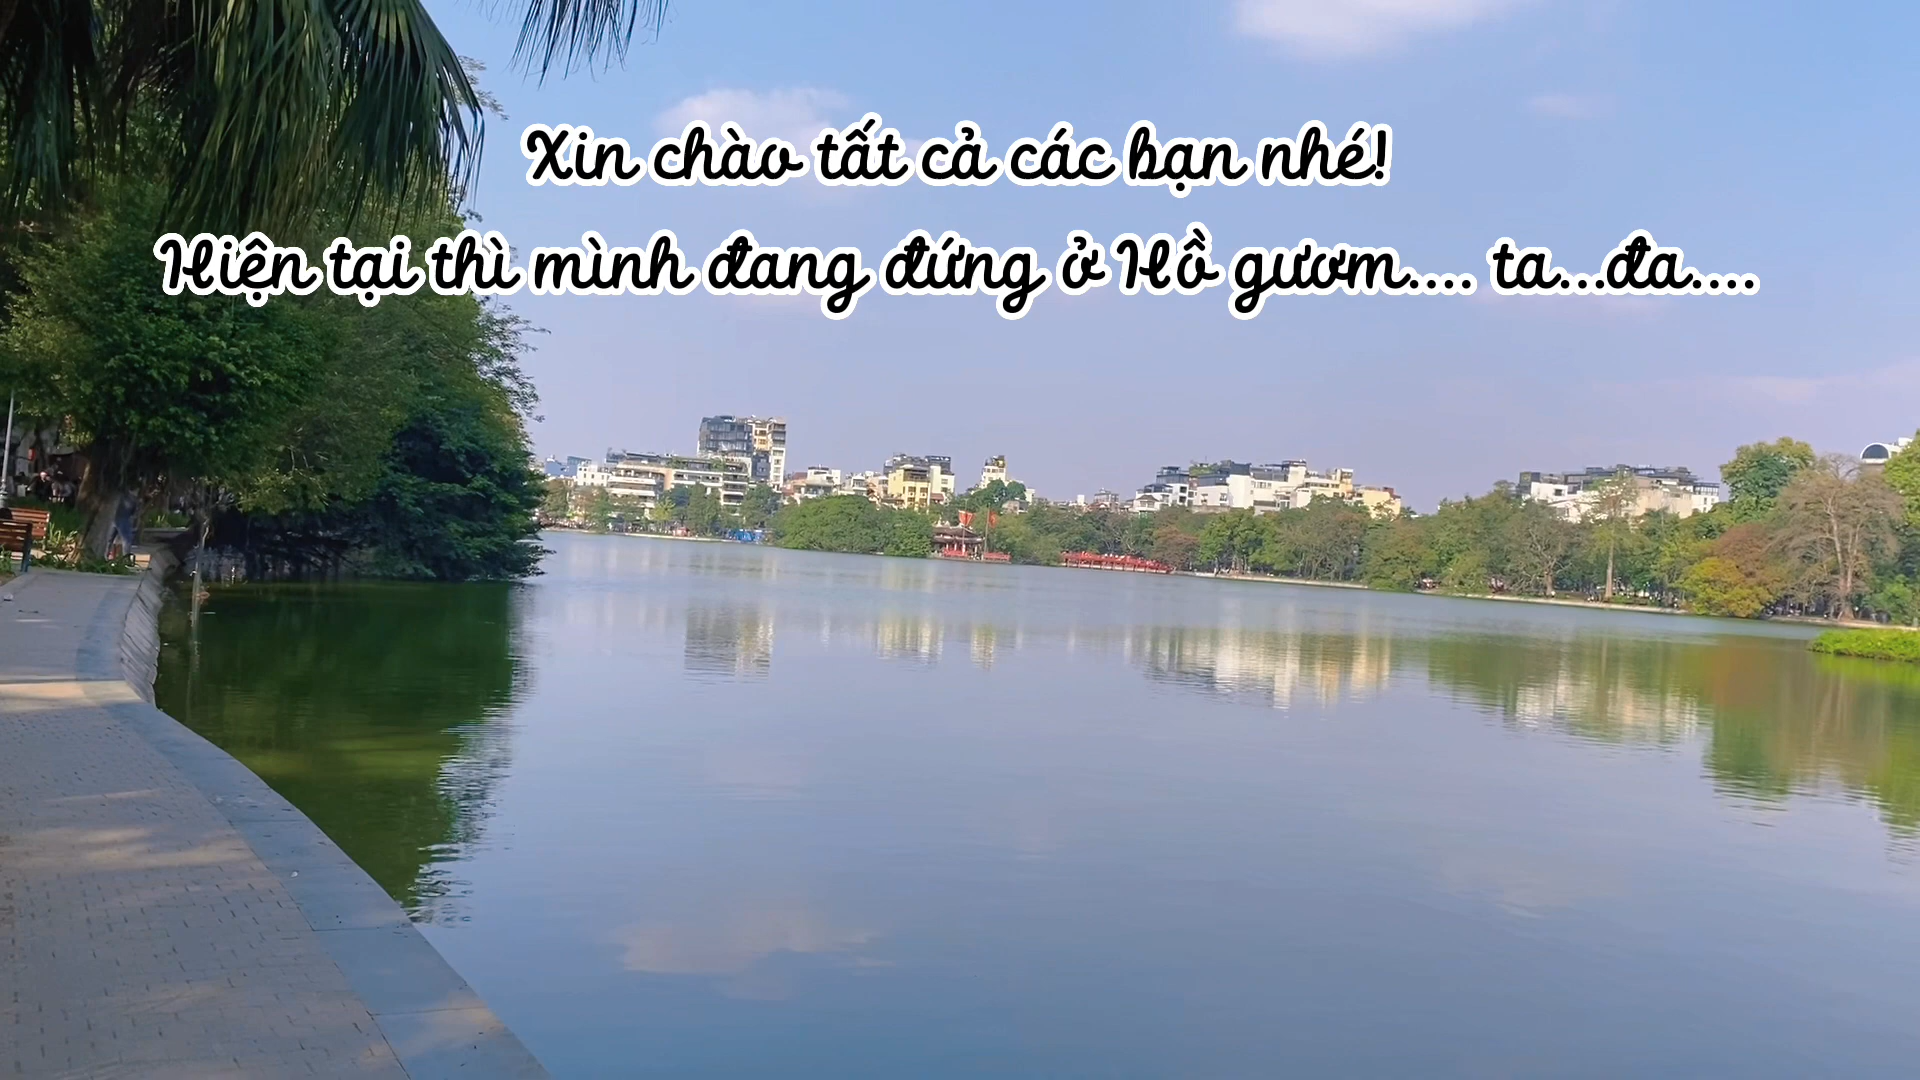 Xin chào tất cả các bạn nhé!
Hiện tại thì mình đang đứng ở Hồ gươm.... ta...đa....